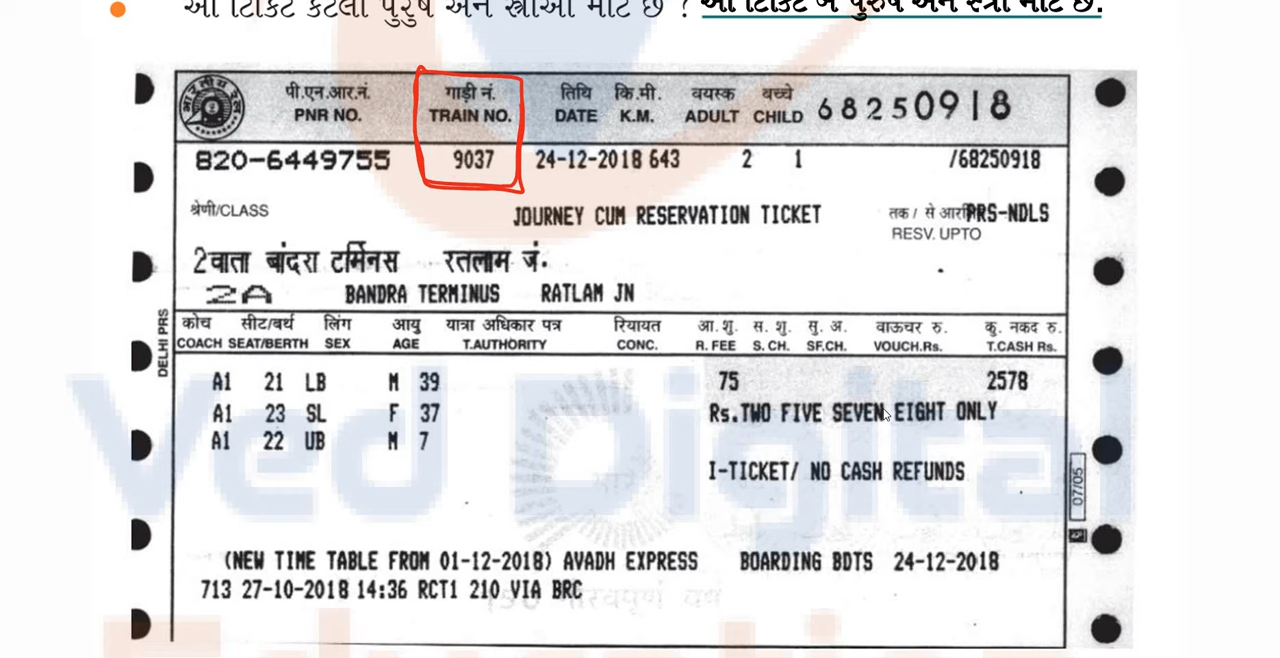 આ ટિકિટ કેટલા પુરુષ અને સ્ત્રીઓ માટે છે ? આ ટિકિટ બે પુરુષ અને સ્ત્રી માટે છે.
पी.एन.आर.नं. गाड़ी नं. तिथि कि.मी. वयस्क बच्चे 68250918
PNR NO. TRAIN NO. DATE K.M. ADULT CHILD
820-6449755 9037 24-12-2018 643 2 1 /68250918
श्रेणी/CLASS JOURNEY CUM RESERVATION TICKET तक / से PRS-NDLS
RESV. UPTO
2वाता बांदरा टर्मिनस रतलाम जं.
2A BANDRA TERMINUS RATLAM JN
DELHI PRS
कोच सीट/बर्थ लिंग आयु यात्रा अधिकार पत्र रियायत आ. शु. स. शु. सु. अ. वाऊचर रु. कु. नकद रु.
COACH SEAT/BERTH SEX AGE T.AUTHORITY CONC. R. FEE S. CH. SF.CH. VOUCH.Rs. T.CASH Rs.
A1 21 LB M 39 75 2578
A1 23 SL F 37 Rs.TWO FIVE SEVEN EIGHT ONLY
A1 22 UB M 7
I-TICKET/ NO CASH REFUNDS
07/05
(NEW TIME TABLE FROM 01-12-2018) AVADH EXPRESS BOARDING BDTS 24-12-2018
713 27-10-2018 14:36 RCT1 210 VIA BRC
Ved Digital
Education